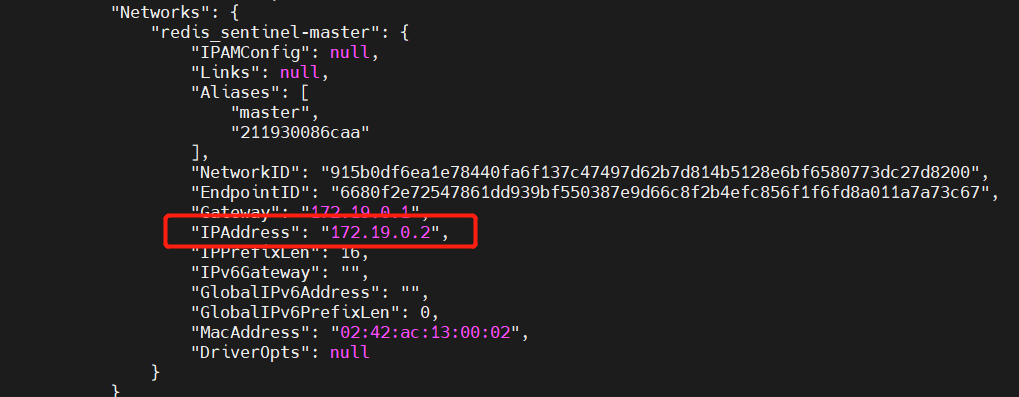 "Networks": {
"redis_sentinel-master": {
"IPAMConfig": null,
"Links": null,
"Aliases": [
"master",
"211930086caa"
],
"NetworkID": "915b0df6ea1e78440fa6f137c47497d62b7d814b5128e6bf6580773dc27d8200",
"EndpointID": "6680f2e72547861dd939bf550387e9d66c8f2b4efc856f1f6fd8a011a7a73c67",
"Gateway": "172.19.0.1",
"IPAddress": "172.19.0.2",
"IPPrefixLen": 16,
"IPv6Gateway": "",
"GlobalIPv6Address": "",
"GlobalIPv6PrefixLen": 0,
"MacAddress": "02:42:ac:13:00:02",
"DriverOpts": null
}
}